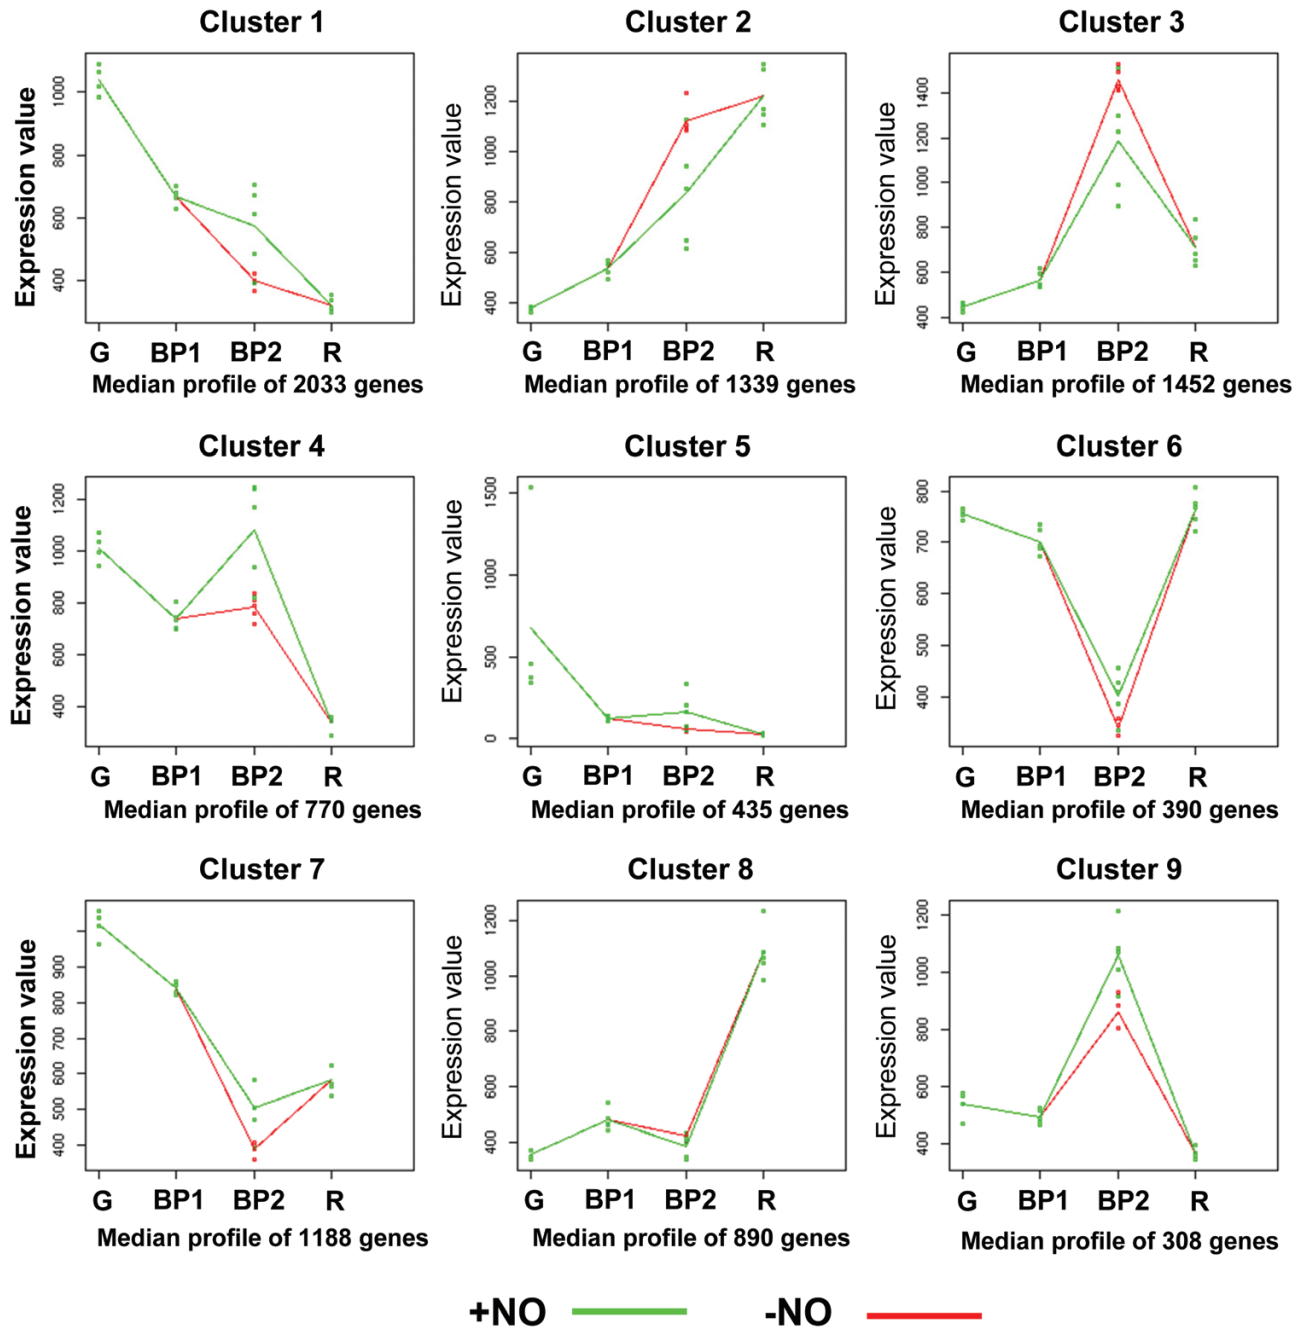 Cluster 1
Expression value
1000
800
600
400
G BP1 BP2 R
Median profile of 2033 genes
Cluster 2
Expression value
1200
1000
800
600
400
G BP1 BP2 R
Median profile of 1339 genes
Cluster 3
Expression value
1400
1200
1000
800
600
400
G BP1 BP2 R
Median profile of 1452 genes
Cluster 4
Expression value
1200
1000
800
600
400
G BP1 BP2 R
Median profile of 770 genes
Cluster 5
Expression value
1500
1000
500
0
G BP1 BP2 R
Median profile of 435 genes
Cluster 6
Expression value
800
700
600
500
400
G BP1 BP2 R
Median profile of 390 genes
Cluster 7
Expression value
900
800
700
600
500
400
G BP1 BP2 R
Median profile of 1188 genes
Cluster 8
Expression value
1200
1000
800
600
400
G BP1 BP2 R
Median profile of 890 genes
Cluster 9
Expression value
1200
1000
800
600
400
G BP1 BP2 R
Median profile of 308 genes
+NO -NO